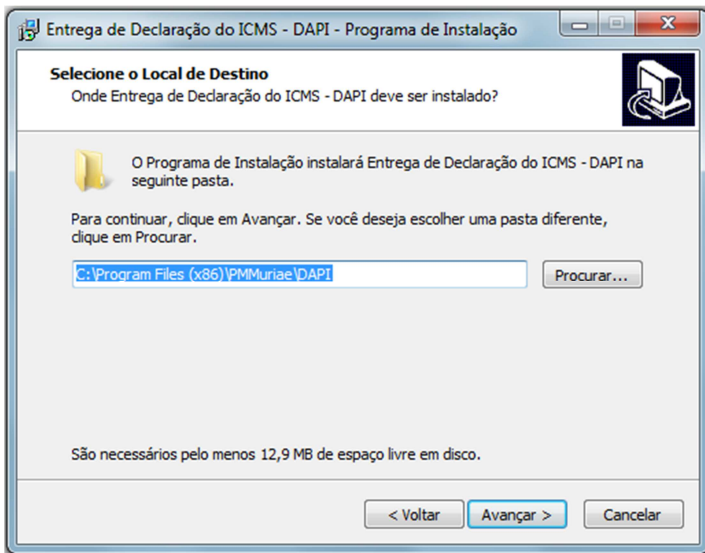 Entrega de Declaração do ICMS - DAPI - Programa de Instalação
Selecione o Local de Destino
Onde Entrega de Declaração do ICMS - DAPI deve ser instalado?
O Programa de Instalação instalará Entrega de Declaração do ICMS - DAPI na
seguinte pasta.
Para continuar, clique em Avançar. Se você deseja escolher uma pasta diferente,
clique em Procurar.
C:\Program Files (x86)\PMMuriae\DAPI
Procurar...
São necessários pelo menos 12,9 MB de espaço livre em disco.
< Voltar
Avançar >
Cancelar